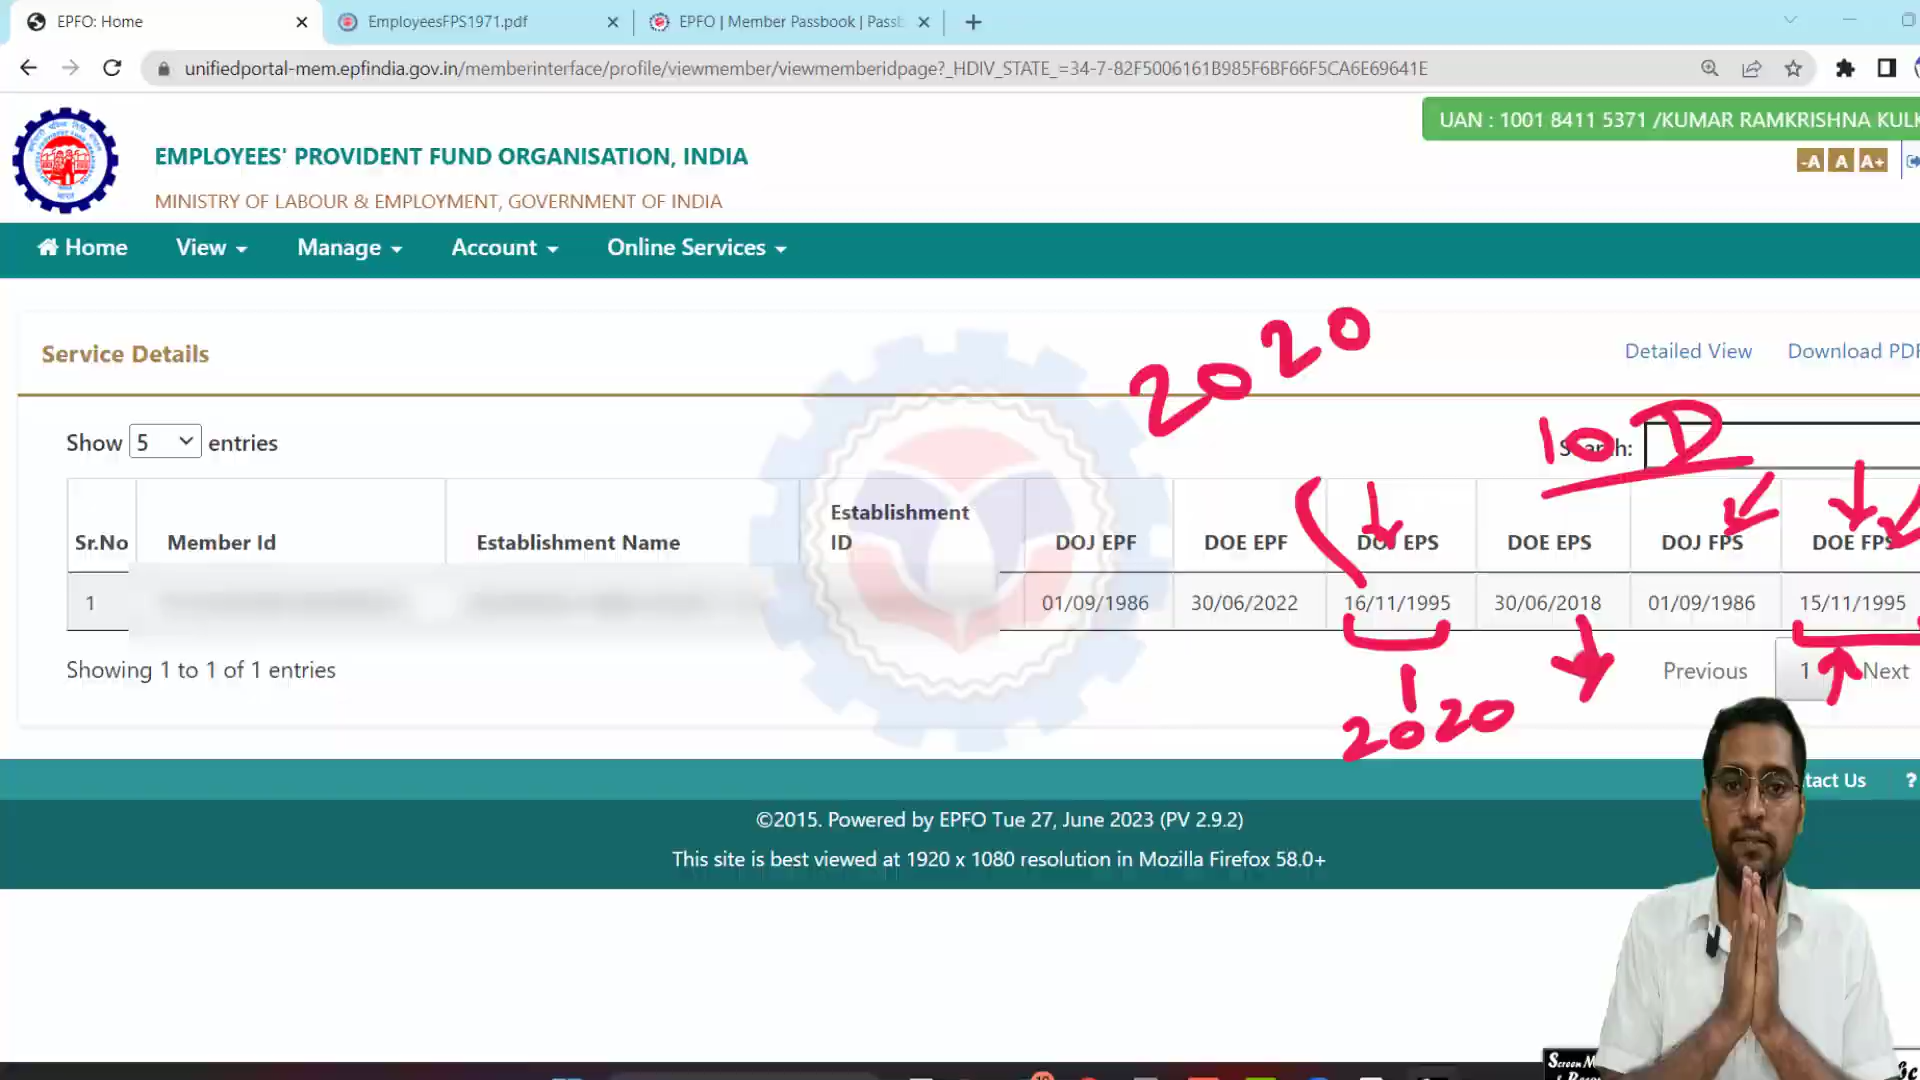 EPFO: Home
EmployeesFPS1971.pdf
EPFO | Member Passbook | Passb
unifiedportal-mem.epfindia.gov.in/memberinterface/profile/viewmember/viewmemberidpage?_HDIV_STATE_=34-7-82F5006161B985F6BF66F5CA6E69641E
UAN : 1001 8411 5371 /KUMAR RAMKRISHNA KULK
EMPLOYEES' PROVIDENT FUND ORGANISATION, INDIA
-A A A+
MINISTRY OF LABOUR & EMPLOYMENT, GOVERNMENT OF INDIA
Home View Manage Account Online Services
2020
Service Details
Detailed View Download PDF
10 D
Show 5 entries
Search:
Sr.No Member Id Establishment Name Establishment ID DOJ EPF DOE EPF DOJ EPS DOE EPS DOJ FPS DOE FPS
1 01/09/1986 30/06/2022 16/11/1995 30/06/2018 01/09/1986 15/11/1995
Showing 1 to 1 of 1 entries
Previous 1 Next
2020
tact Us ?
©2015. Powered by EPFO Tue 27, June 2023 (PV 2.9.2)
This site is best viewed at 1920 x 1080 resolution in Mozilla Firefox 58.0+